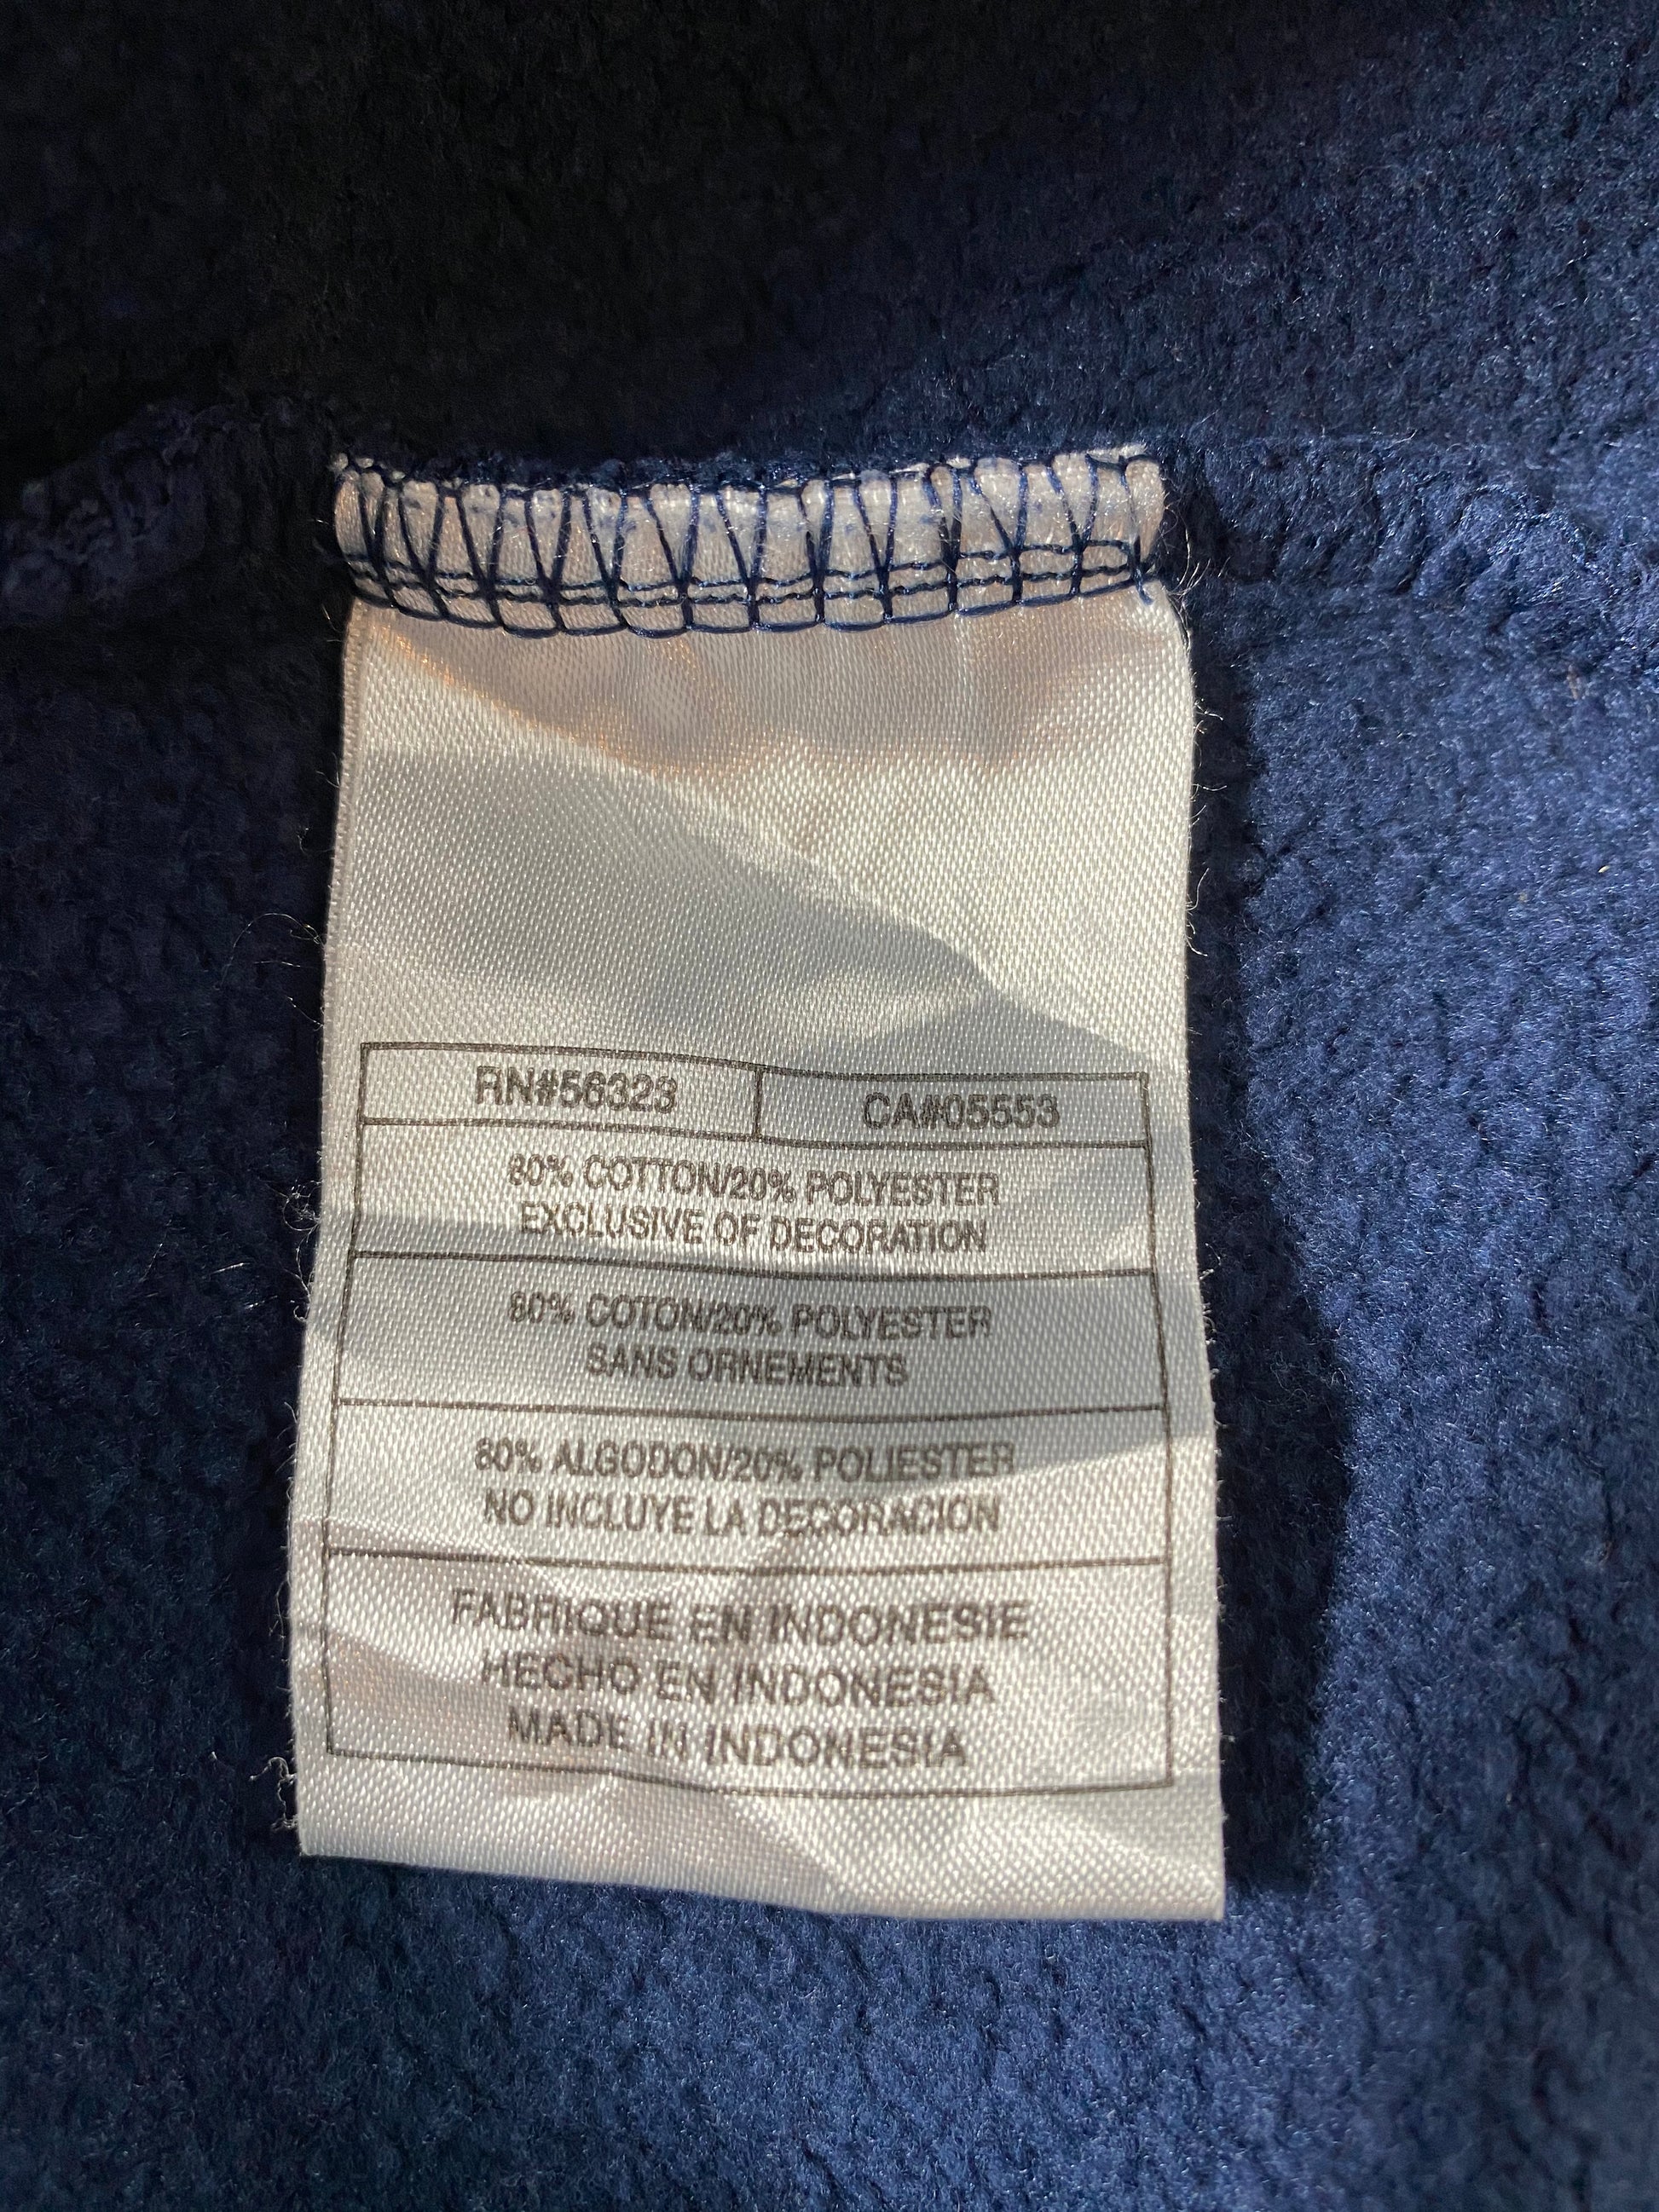 RN#56323 CA#05553
80% COTTON/20% POLYESTER
EXCLUSIVE OF DECORATION
80% COTON/20% POLYESTER
SANS ORNEMENTS
80% ALGODON/20% POLIESTER
NO INCLUYE LA DECORACION
FABRIQUE EN INDONESIE
HECHO EN INDONESIA
MADE IN INDONESIA